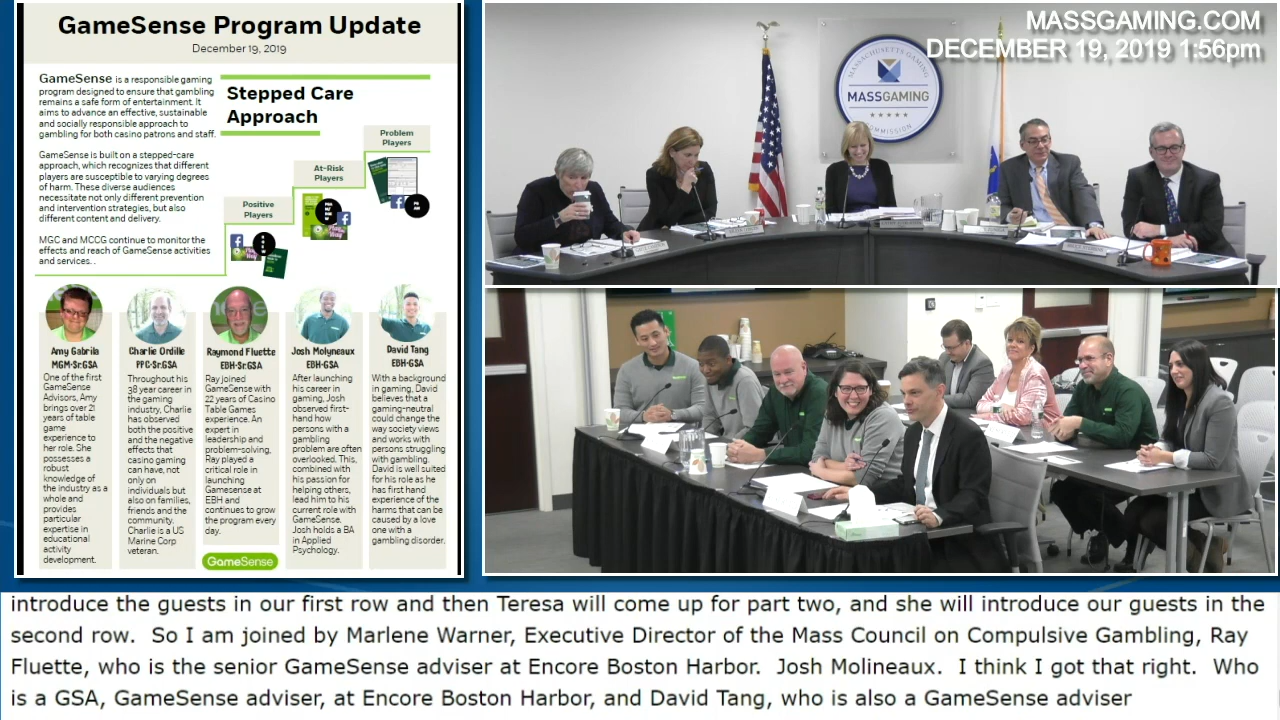 GameSense Program Update
December 19, 2019
GameSense is a responsible gaming
program designed to ensure that gambling
remains a safe form of entertainment. It
aims to advance an effective, sustainable
and socially responsible approach to
gambling for both casino patrons and staff.
GameSense is built on a stepped-care
approach, which recognizes that different
players are susceptible to varying degrees
of harm. These diverse audiences
necessitate not only different prevention
and intervention strategies, but also
different content and delivery.
MGC and MCCG continue to monitor the
effects and reach of GameSense activities
and services. .
Stepped Care
Approach
Problem
Players
At-Risk
Players
Positive
Players
Amy Gabrila
MGM-Sr.GSA
One of the first
GameSense
Advisors, Amy
brings over 21
years of table
game
experience to
her role. She
possesses a
robust
knowledge of
the industry as a
whole and
provides
particular
expertise in
educational
activity
development.
Charlie Ordille
PPC-Sr.GSA
Throughout his
38 year career in
the gaming
industry, Charlie
has observed
both the positive
and the negative
effects that
casino gaming
can have, not
only on
individuals but
also on families,
friends and the
community.
Charlie is a US
Marine Corp
veteran.
Raymond Fluette
EBH-Sr.GSA
Ray joined
GameSense with
22 years of Casino
Table Games
experience. An
expert in
leadership and
problem-solving,
Ray played a
critical role in
launching
Gamesense at
EBH and
continues to grow
the program every
day.
GameSense
Josh Molyneaux
EBH-GSA
After launching
his career in
gaming, Josh
observed first-
hand how
persons with a
gambling
problem are often
overlooked. This,
combined with
his passion for
helping others,
lead him to his
current role with
GameSense.
Josh holds a BA
in Applied
Psychology.
David Tang
EBH-GSA
With a background
in gaming, David
believes that a
gaming-neutral
could change the
way society views
and works with
persons struggling
with gambling.
David is well suited
for his role as he
has first hand
experience of the
harms that can be
caused by a love
one with a
gambling disorder.
MASSGAMING.COM
DECEMBER 19, 2019 1:56pm
MASSACHUSETTS GAMING
MASSGAMING
COMMISSION
introduce the guests in our first row and then Teresa will come up for part two, and she will introduce our guests in the
second row. So I am joined by Marlene Warner, Executive Director of the Mass Council on Compulsive Gambling, Ray
Fluette, who is the senior GameSense adviser at Encore Boston Harbor. Josh Molineaux. I think I got that right. Who
is a GSA, GameSense adviser, at Encore Boston Harbor, and David Tang, who is also a GameSense adviser